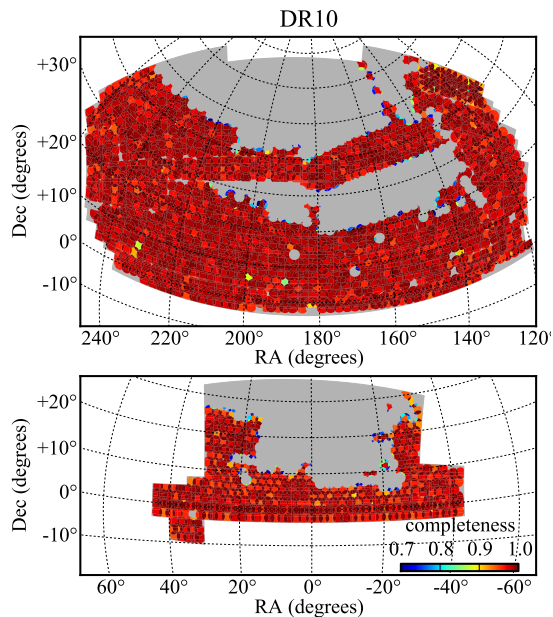 DR10
+30°
+20°
+10°
0°
-10°
Dec (degrees)
240° 220° 200° 180° 160° 140° 120°
RA (degrees)
+20°
+10°
0°
-10°
Dec (degrees)
completeness
0.7 0.8 0.9 1.0
60° 40° 20° 0° -20° -40° -60°
RA (degrees)